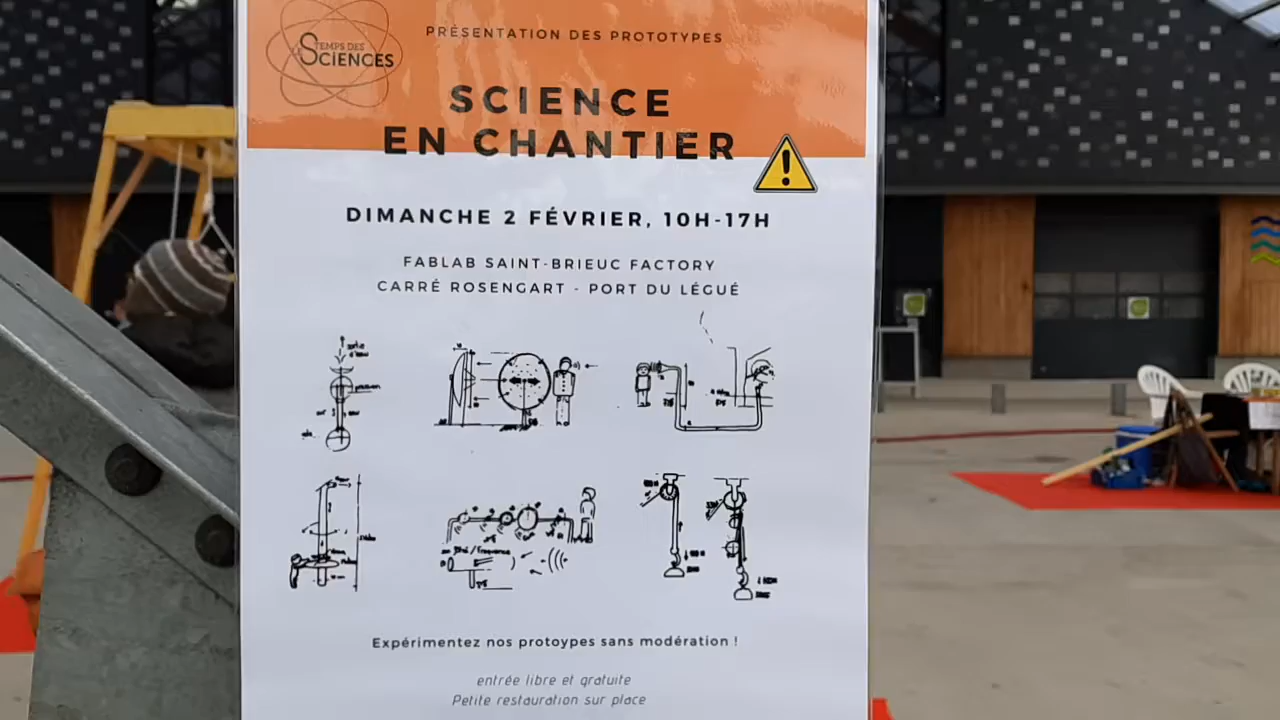 PRÉSENTATION DES PROTOTYPES
TEMPS DES
SCIENCES
SCIENCE
EN CHANTIER
DIMANCHE 2 FÉVRIER, 10H-17H
FABLAB SAINT-BRIEUC FACTORY
CARRÉ ROSENGART - PORT DU LÉGUÉ
Expérimentez nos protoypes sans modération !
entrée libre et gratuite
Petite restauration sur place